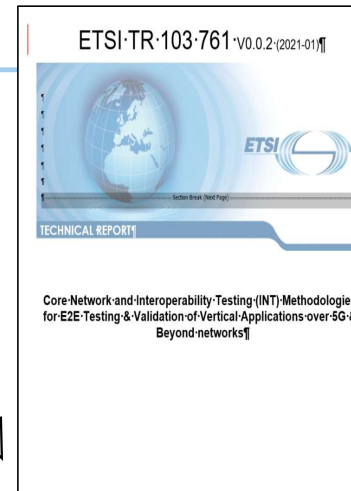 ETSI·TR·103·761·V0.0.2·(2021-01)¶
¶
¶
¶
¶
¶
¶
¶
ETSI
Section Break (Next Page)
TECHNICAL REPORT¶
Core·Network·and·Interoperability·Testing·(INT)·Methodologie
for·E2E·Testing·&·Validation·of·Vertical·Applications·over·5G·&
Beyond·networks¶